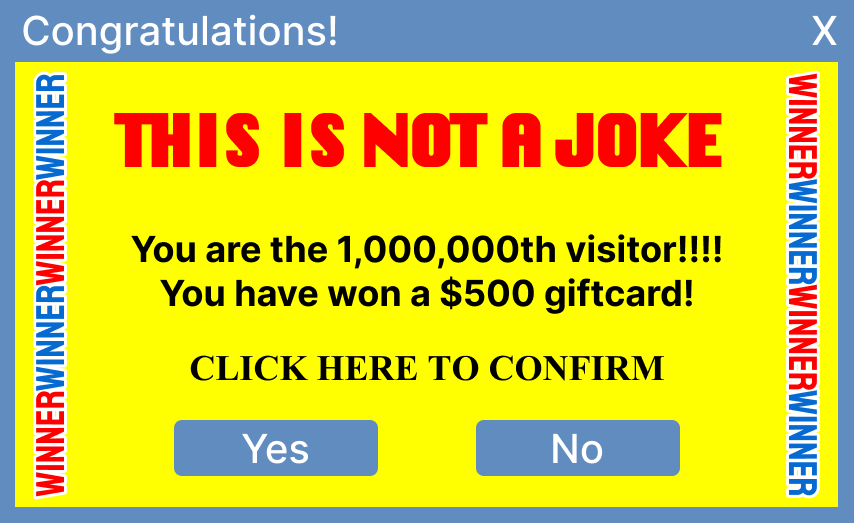 Congratulations! X
THIS IS NOT A JOKE
You are the 1,000,000th visitor!!!!
You have won a $500 giftcard!
CLICK HERE TO CONFIRM
Yes No
WINNERWINNERWINNERWINNER
WINNERWINNERWINNERWINNER